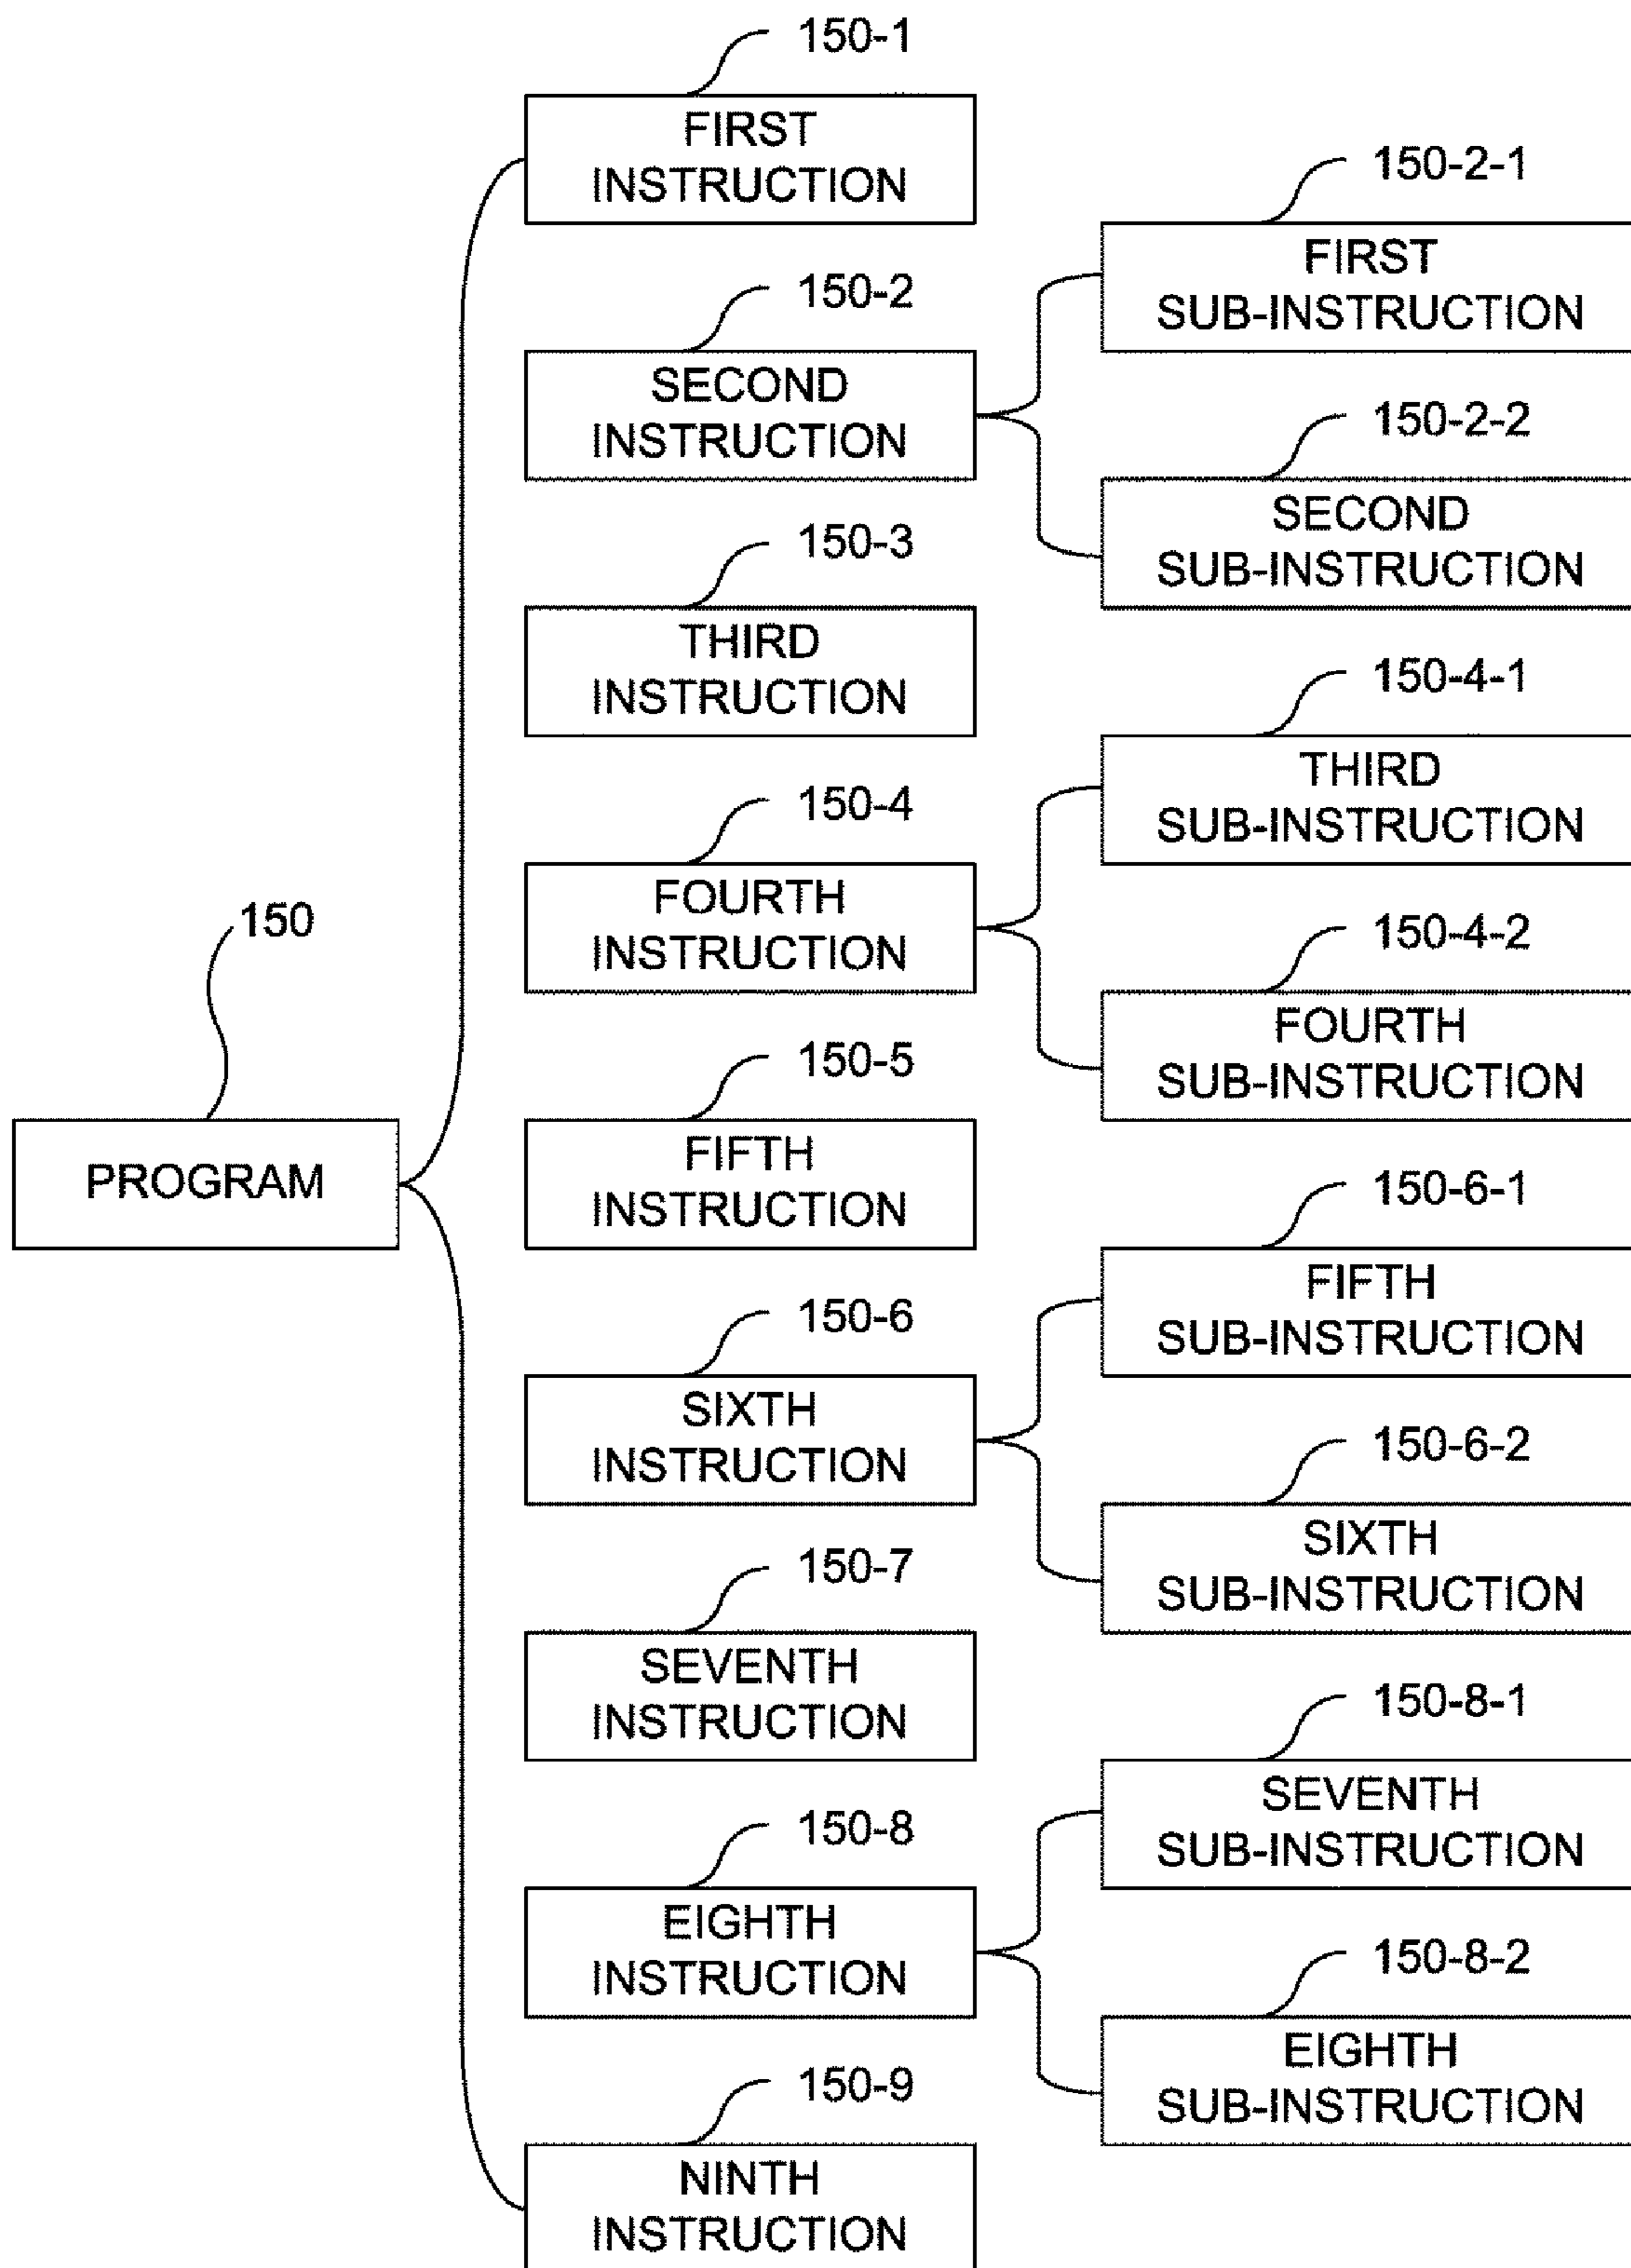 150-1
FIRST
INSTRUCTION
150-2-1
FIRST
SUB-INSTRUCTION
150-2
SECOND
INSTRUCTION
150-2-2
SECOND
SUB-INSTRUCTION
150-3
THIRD
INSTRUCTION
150-4-1
THIRD
SUB-INSTRUCTION
150-4
FOURTH
INSTRUCTION
150-4-2
FOURTH
SUB-INSTRUCTION
150
PROGRAM
150-5
FIFTH
INSTRUCTION
150-6-1
FIFTH
SUB-INSTRUCTION
150-6
SIXTH
INSTRUCTION
150-6-2
SIXTH
SUB-INSTRUCTION
150-7
SEVENTH
INSTRUCTION
150-8-1
SEVENTH
SUB-INSTRUCTION
150-8
EIGHTH
INSTRUCTION
150-8-2
EIGHTH
SUB-INSTRUCTION
150-9
NINTH
INSTRUCTION